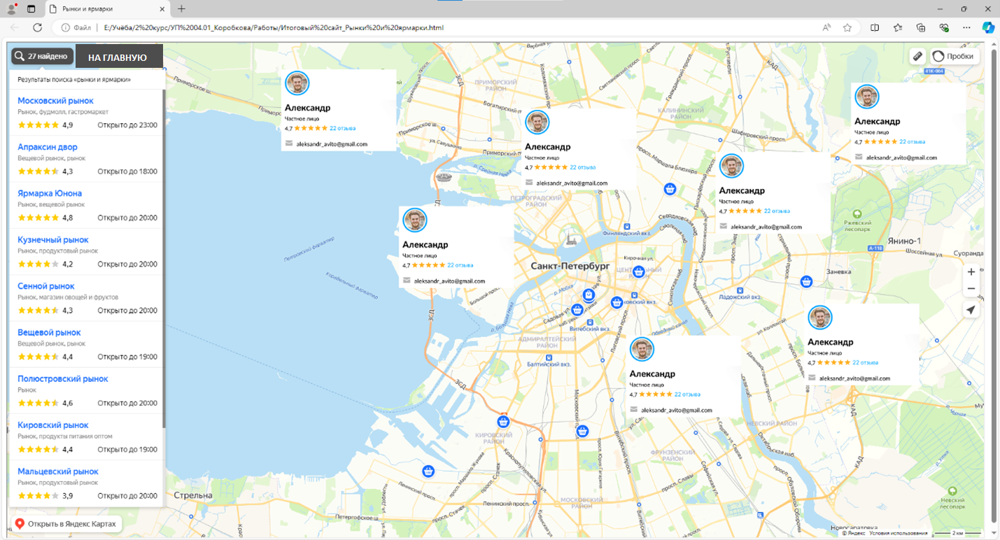 Рынки и ярмарки
Файл
E:/Учёба/2%20курс/УП%2004.01_Коробкова/Работы/Итоговый%20сайт_Рынки%20и%20ярмарки.html
27 найдено
НА ГЛАВНУЮ
Результаты поиска «рынки и ярмарки»
Московский рынок
Рынок, фудмолл, гастромаркет
4,9 Открыто до 23:00
Апраксин двор
Вещевой рынок, рынок
4,3 Открыто до 18:00
Ярмарка Юнона
Рынок, вещевой рынок
4,8 Открыто до 20:00
Кузнечный рынок
Рынок, продуктовый рынок
4,2 Открыто до 20:00
Сенной рынок
Рынок, магазин овощей и фруктов
4,3 Открыто до 20:00
Вещевой рынок
Вещевой рынок, рынок
4,4 Открыто до 19:00
Полюстровский рынок
Рынок
4,6 Открыто до 20:00
Кировский рынок
Рынок, продукты питания оптом
4,4 Открыто до 19:00
Мальцевский рынок
Рынок, продуктовый рынок
3,9 Открыто до 20:00
Открыть в Яндекс Картах
Пробки
41К-064
Александр
Частное лицо
4,7 22 отзыва
aleksandr_avito@gmail.com
Александр
Частное лицо
4,7 22 отзыва
aleksandr_avito@gmail.com
Александр
Частное лицо
4,7 22 отзыва
aleksandr_avito@gmail.com
Александр
Частное лицо
4,7 22 отзыва
aleksandr_avito@gmail.com
Александр
Частное лицо
4,7 22 отзыва
aleksandr_avito@gmail.com
Александр
Частное лицо
4,7 22 отзыва
aleksandr_avito@gmail.com
Александр
Частное лицо
4,7 22 отзыва
aleksandr_avito@gmail.com
ПРИМОРСКИЙ
РАЙОН
КАЛИНИНСКИЙ
РАЙОН
ПЕТРОГРАДСКИЙ
РАЙОН
Финляндский вкз.
Ржевский
лесопарк
А-118
Янино-1
Санкт-Петербург
Кирочная ул.
Заневка
Ладожский вкз.
Витебский вкз.
АДМИРАЛТЕЙСКИЙ
РАЙОН
Балтийский вкз.
Петровский фарватер
Корабельный фарватер
ЗСД
КАД
НЕВСКИЙ РАЙОН
КИРОВСКИЙ
РАЙОН
ФРУНЗЕНСКИЙ
РАЙОН
МОСКОВСКИЙ
РАЙОН
Стрельна
Петергофское ш.
Ленинский просп.
Невский
лесопарк
Новосаратовка
© Яндекс Условия использования
2 км